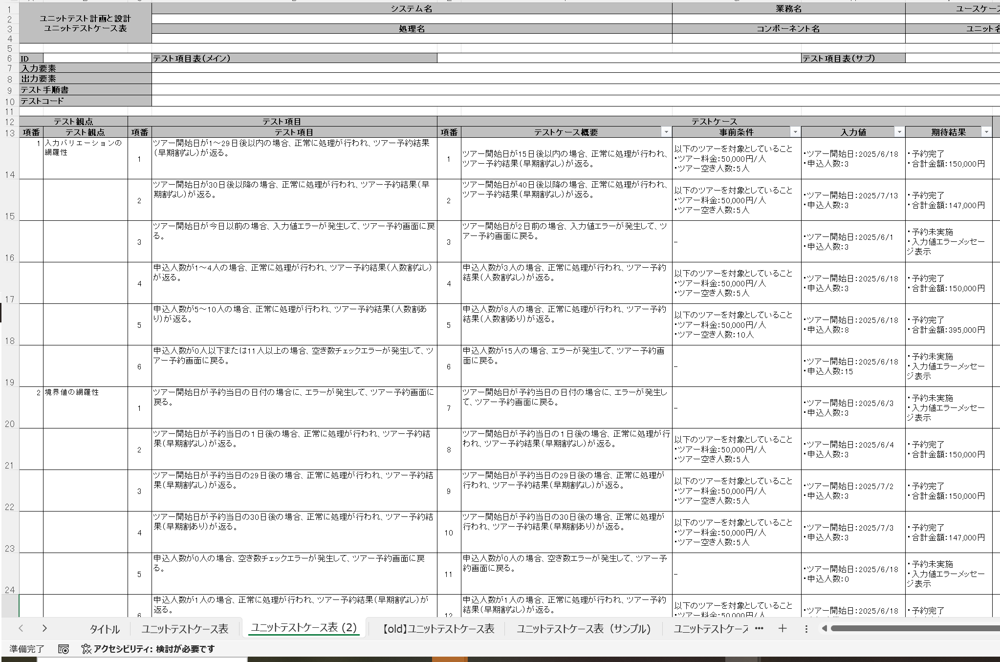 1
システム名
業務名
ユースケース
2
ユニットテスト計画と設計
3
ユニットテストケース表
処理名
コンポーネント名
4
5
6
ID
テスト項目表(メイン)
テスト項目表(サブ)
7
入力要素
8
出力要素
9
テスト手順書
10
テストコード
11
12
テスト観点
テスト項目
テストケース
13
項番
テスト観点
項番
テスト項目
項番
テストケース概要
事前条件
入力値
期待結果
14
1
入力バリエーションの
網羅性
1
ツアー開始日が1～29日後以内の場合、正常に処理が行われ、ツアー予約結果
(早期割なし)が返る。
1
ツアー開始日が15日後以内の場合、正常に処理が行われ、
ツアー予約結果(早期割なし)が返る。
以下のツアーを対象としていること
・ツアー料金:50,000円/人
・ツアー空き人数:5人
・ツアー開始日:2025/6/18
・申込人数:3
・予約完了
・合計金額:150,000円
15
2
ツアー開始日が30日後以降の場合、正常に処理が行われ、ツアー予約結果(早
期割なし)が返る。
2
ツアー開始日が40日後以降の場合、正常に処理が行われ、
ツアー予約結果(早期割なし)が返る。
以下のツアーを対象としていること
・ツアー料金:50,000円/人
・ツアー空き人数:5人
・ツアー開始日:2025/7/13
・申込人数:3
・予約完了
・合計金額:147,000円
16
3
ツアー開始日が今日以前の場合、入力値エラーが発生して、ツアー予約画面に戻
る。
3
ツアー開始日が2日前の場合、入力値エラーが発生して、ツ
アー予約画面に戻る。
-
・ツアー開始日:2025/6/1
・申込人数:3
・予約未実施
・入力値エラーメッセー
ジ表示
17
4
申込人数が1～4人の場合、正常に処理が行われ、ツアー予約結果(人数割なし)
が返る。
4
申込人数が3人の場合、正常に処理が行われ、ツアー予約
結果(人数割なし)が返る。
以下のツアーを対象としていること
・ツアー料金:50,000円/人
・ツアー空き人数:5人
・ツアー開始日:2025/6/18
・申込人数:3
・予約完了
・合計金額:150,000円
18
5
申込人数が5～10人の場合、正常に処理が行われ、ツアー予約結果(人数割あ
り)が返る。
5
申込人数が8人の場合、正常に処理が行われ、ツアー予約
結果(人数割あり)が返る。
以下のツアーを対象としていること
・ツアー料金:50,000円/人
・ツアー空き人数:10人
・ツアー開始日:2025/6/18
・申込人数:8
・予約完了
・合計金額:395,000円
19
6
申込人数が0人以下または11人以上の場合、空き数チェックエラーが発生して、ツ
アー予約画面に戻る。
6
申込人数が15人の場合、エラーが発生して、ツアー予約画
面に戻る。
-
・ツアー開始日:2025/6/18
・申込人数:15
・予約未実施
・入力値エラーメッセー
ジ表示
20
2
境界値の網羅性
1
ツアー開始日が予約当日の日付の場合に、エラーが発生して、ツアー予約画面に
戻る。
7
ツアー開始日が予約当日の日付の場合に、エラーが発生し
て、ツアー予約画面に戻る。
-
・ツアー開始日:2025/6/3
・申込人数:3
・予約未実施
・入力値エラーメッセー
ジ表示
21
2
ツアー開始日が予約当日の１日後の場合、正常に処理が行われ、ツアー予約結
果(早期割なし)が返る。
8
ツアー開始日が予約当日の１日後の場合、正常に処理が行
われ、ツアー予約結果(早期割なし)が返る。
以下のツアーを対象としていること
・ツアー料金:50,000円/人
・ツアー空き人数:5人
・ツアー開始日:2025/6/4
・申込人数:3
・予約完了
・合計金額:150,000円
22
3
ツアー開始日が予約当日の29日後の場合、正常に処理が行われ、ツアー予約結
果(早期割なし)が返る。
9
ツアー開始日が予約当日の29日後の場合、正常に処理が
行われ、ツアー予約結果(早期割なし)が返る。
以下のツアーを対象としていること
・ツアー料金:50,000円/人
・ツアー空き人数:5人
・ツアー開始日:2025/7/2
・申込人数:3
・予約完了
・合計金額:150,000円
23
4
ツアー開始日が予約当日の30日後の場合、正常に処理が行われ、ツアー予約結
果(早期割あり)が返る。
10
ツアー開始日が予約当日の30日後の場合、正常に処理が
行われ、ツアー予約結果(早期割あり)が返る。
以下のツアーを対象としていること
・ツアー料金:50,000円/人
・ツアー空き人数:5人
・ツアー開始日:2025/7/3
・申込人数:3
・予約完了
・合計金額:147,000円
24
5
申込人数が0人の場合、空き数チェックエラーが発生して、ツアー予約画面に戻
る。
11
申込人数が0人の場合、空き数エラーが発生して、ツアー予
約画面に戻る。
-
・ツアー開始日:2025/6/18
・申込人数:0
・予約未実施
・入力値エラーメッセー
ジ表示
6
申込人数が1人の場合、正常に処理が行われ、ツアー予約結果(早期割なし)が
返る。
12
申込人数が1人の場合、正常に処理が行われ、ツアー予約
結果(早期割なし)が返る。
以下のツアーを対象としていること
・ツアー料金:50,000円/人
・ツアー開始日:2025/6/18
・予約完了
タイトル
ユニットテストケース表
ユニットテストケース表 (2)
【old】ユニットテストケース表
ユニットテストケース表（サンプル）
ユニットテストケース
準備完了
アクセシビリティ: 検討が必要です